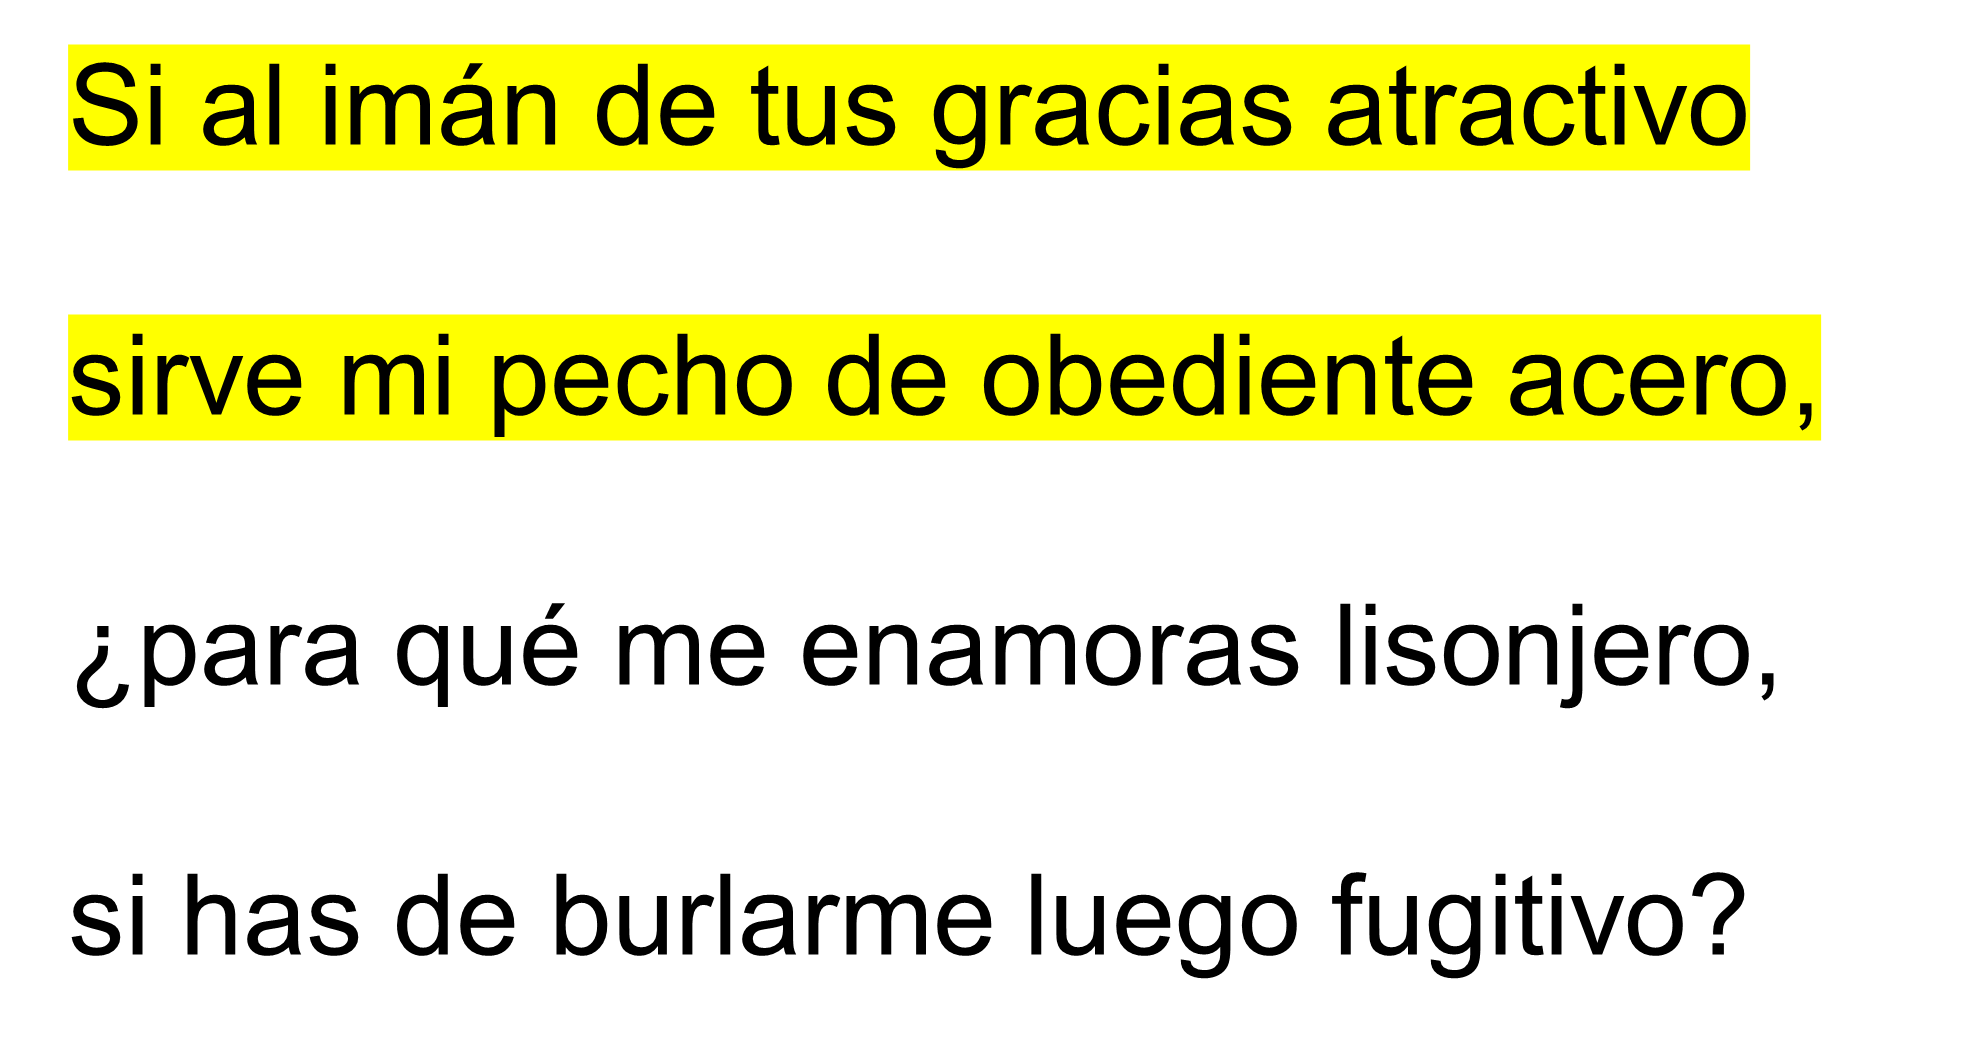 Si al imán de tus gracias atractivo
sirve mi pecho de obediente acero,
¿para qué me enamoras lisonjero,
si has de burlarme luego fugitivo?